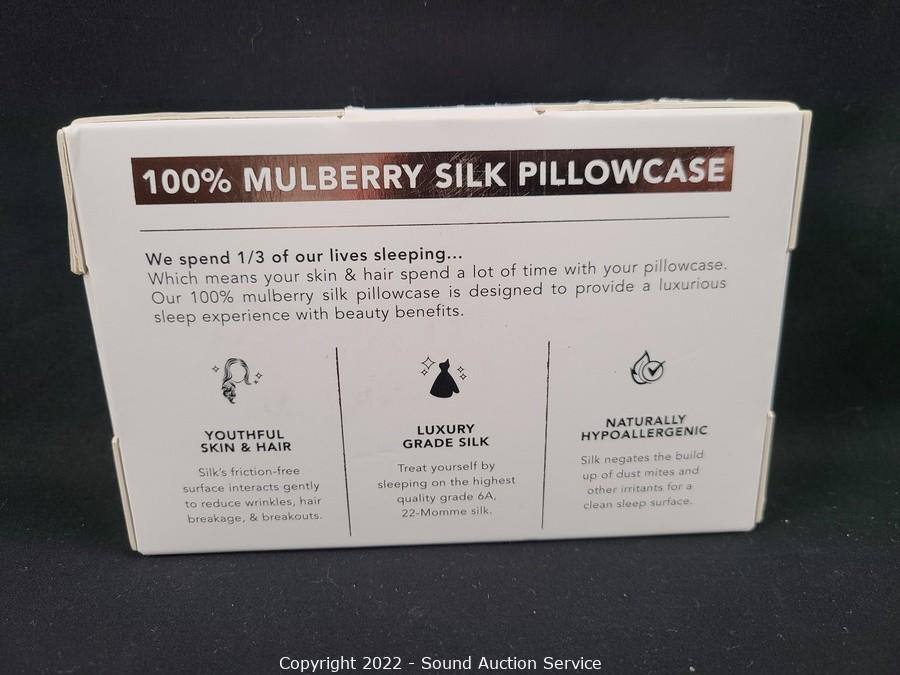 100% MULBERRY SILK PILLOWCASE
We spend 1/3 of our lives sleeping...
Which means your skin & hair spend a lot of time with your pillowcase.
Our 100% mulberry silk pillowcase is designed to provide a luxurious
sleep experience with beauty benefits.
YOUTHFUL
SKIN & HAIR
Silk's friction-free
surface interacts gently
to reduce wrinkles, hair
breakage, & breakouts.
LUXURY
GRADE SILK
Treat yourself by
sleeping on the highest
quality grade 6A,
22-Momme silk.
NATURALLY
HYPOALLERGENIC
Silk negates the build
up of dust mites and
other irritants for a
clean sleep surface.
Copyright 2022 - Sound Auction Service